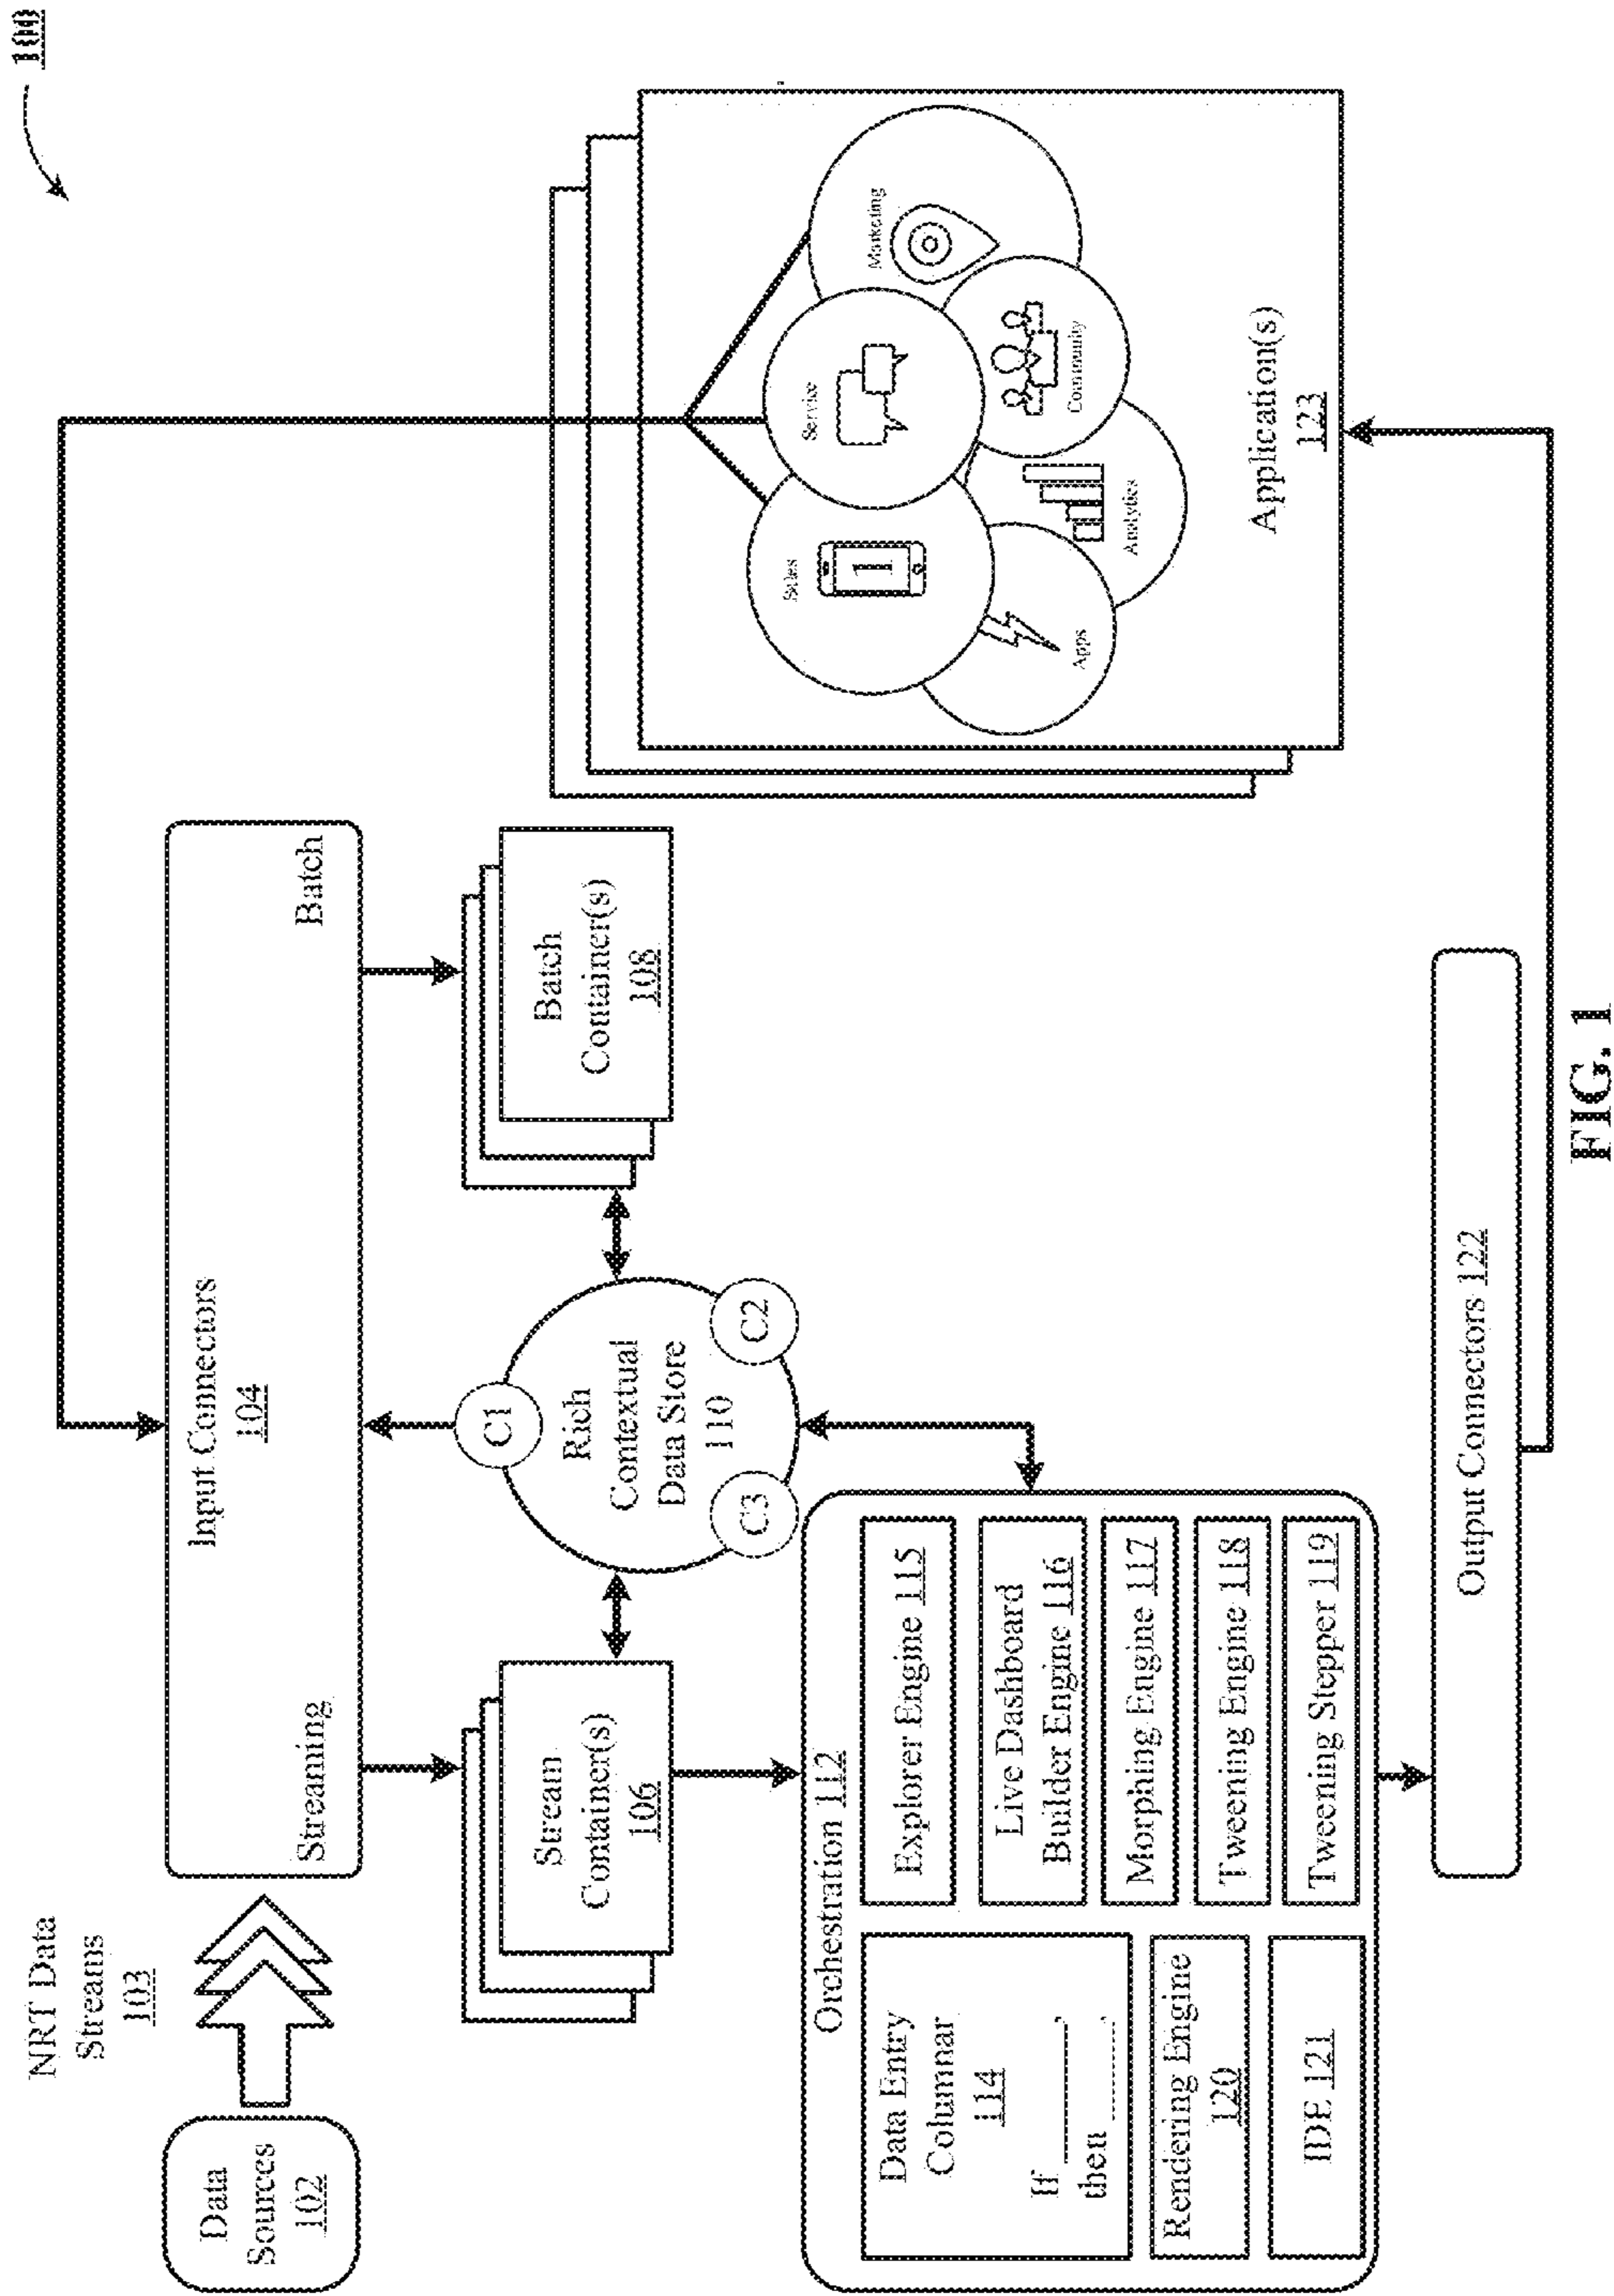 100
NRT Data
Streams
103
Data
Sources
102
Input Connectors
104
Streaming
Batch
Stream
Container(s)
106
C1
Rich
Contextual
Data Store
110
C3
C2
Batch
Container(s)
108
Orchestration 112
Data Entry
Columnar
114
If ______,
then ______,
Rendering Engine
120
IDE 121
Explorer Engine 115
Live Dashboard
Builder Engine 116
Morphing Engine 117
Tweening Engine 118
Tweening Stepper 119
Output Connectors 122
Sales
1
Service
Marketing
Apps
Analytics
Community
Application(s)
123
FIG. 1